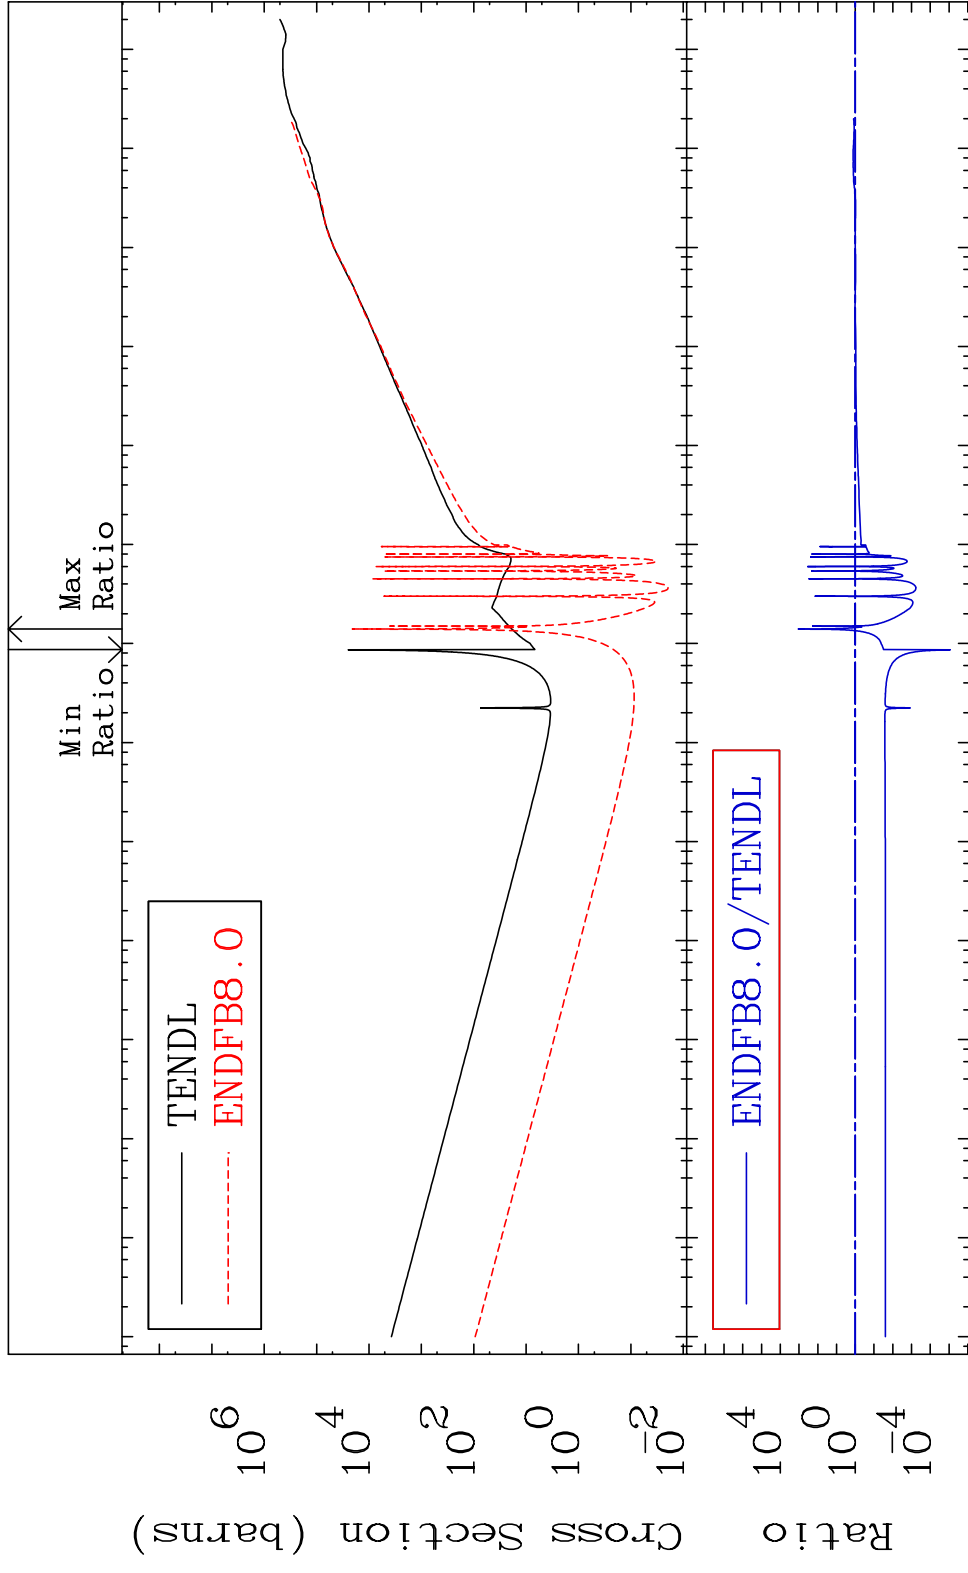 Min
Ratio
Max
Ratio
TENDL
ENDFB8.0
10^6
10^4
10^2
10^0
10^-2
Cross Section (barns)
ENDFB8.0/TENDL
10^4
10^0
10^-4
Ratio